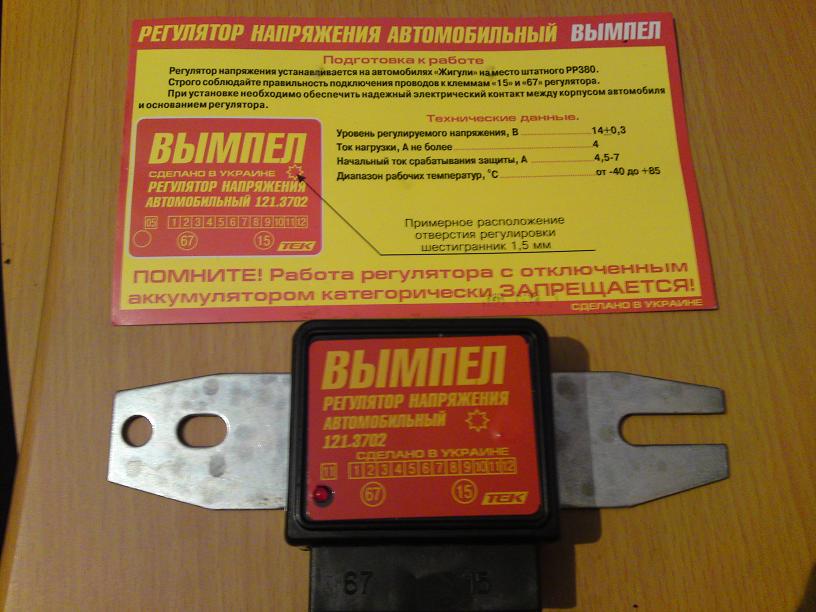 РЕГУЛЯТОР НАПРЯЖЕНИЯ АВТОМОБИЛЬНЫЙ ВЫМПЕЛ
Подготовка к работе
Регулятор напряжения устанавливается на автомобилях «Жигули» на место штатного РР380.
Строго соблюдайте правильность подключения проводов к клеммам «15» и «67» регулятора.
При установке необходимо обеспечить надежный электрический контакт между корпусом автомобиля
и основанием регулятора.
Технические данные.
Уровень регулируемого напряжения, В 14+0,3
Ток нагрузки, А не более 4
Начальный ток срабатывания защиты, А 4,5-7
Диапазон рабочих температур, °С от -40 до +85
ВЫМПЕЛ
СДЕЛАНО В УКРАИНЕ
РЕГУЛЯТОР НАПРЯЖЕНИЯ
АВТОМОБИЛЬНЫЙ 121.3702
05 1 2 3 4 5 6 7 8 9 10 11 12
67 15 ТЕК
Примерное расположение
отверстия регулировки
шестигранник 1,5 мм
ПОМНИТЕ! Работа регулятора с отключенным
аккумулятором категорически ЗАПРЕЩАЕТСЯ!
СДЕЛАНО В УКРАИНЕ
ВЫМПЕЛ
РЕГУЛЯТОР НАПРЯЖЕНИЯ
АВТОМОБИЛЬНЫЙ
121.3702
СДЕЛАНО В УКРАИНЕ
11 1 2 3 4 5 6 7 8 9 10 11 12
67 15 ТЕК
67 15